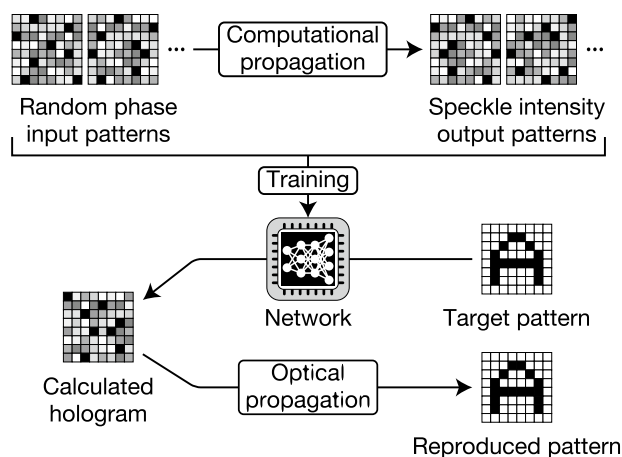 ...
Computational
propagation
...
Random phase
input patterns
Speckle intensity
output patterns
Training
Network
Target pattern
Calculated
hologram
Optical
propagation
Reproduced pattern